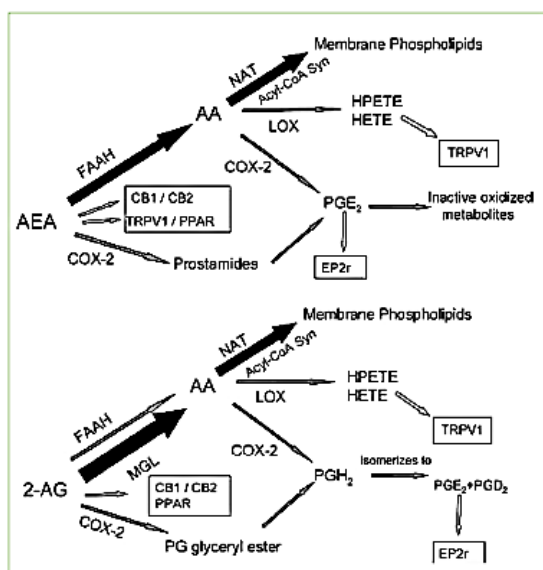 Membrane Phospholipids
NAT
Acyl-CoA Syn
AA
LOX
HPETE
HETE
TRPV1
FAAH
COX-2
CB1 / CB2
TRPV1 / PPAR
AEA
PGE2
Inactive oxidized
metabolites
COX-2
Prostamides
EP2r
Membrane Phospholipids
NAT
Acyl-CoA Syn
AA
LOX
HPETE
HETE
TRPV1
FAAH
MGL
COX-2
2-AG
CB1 / CB2
PPAR
PGH2
Isomerizes to
PGE2+PGD2
COX-2
PG glyceryl ester
EP2r